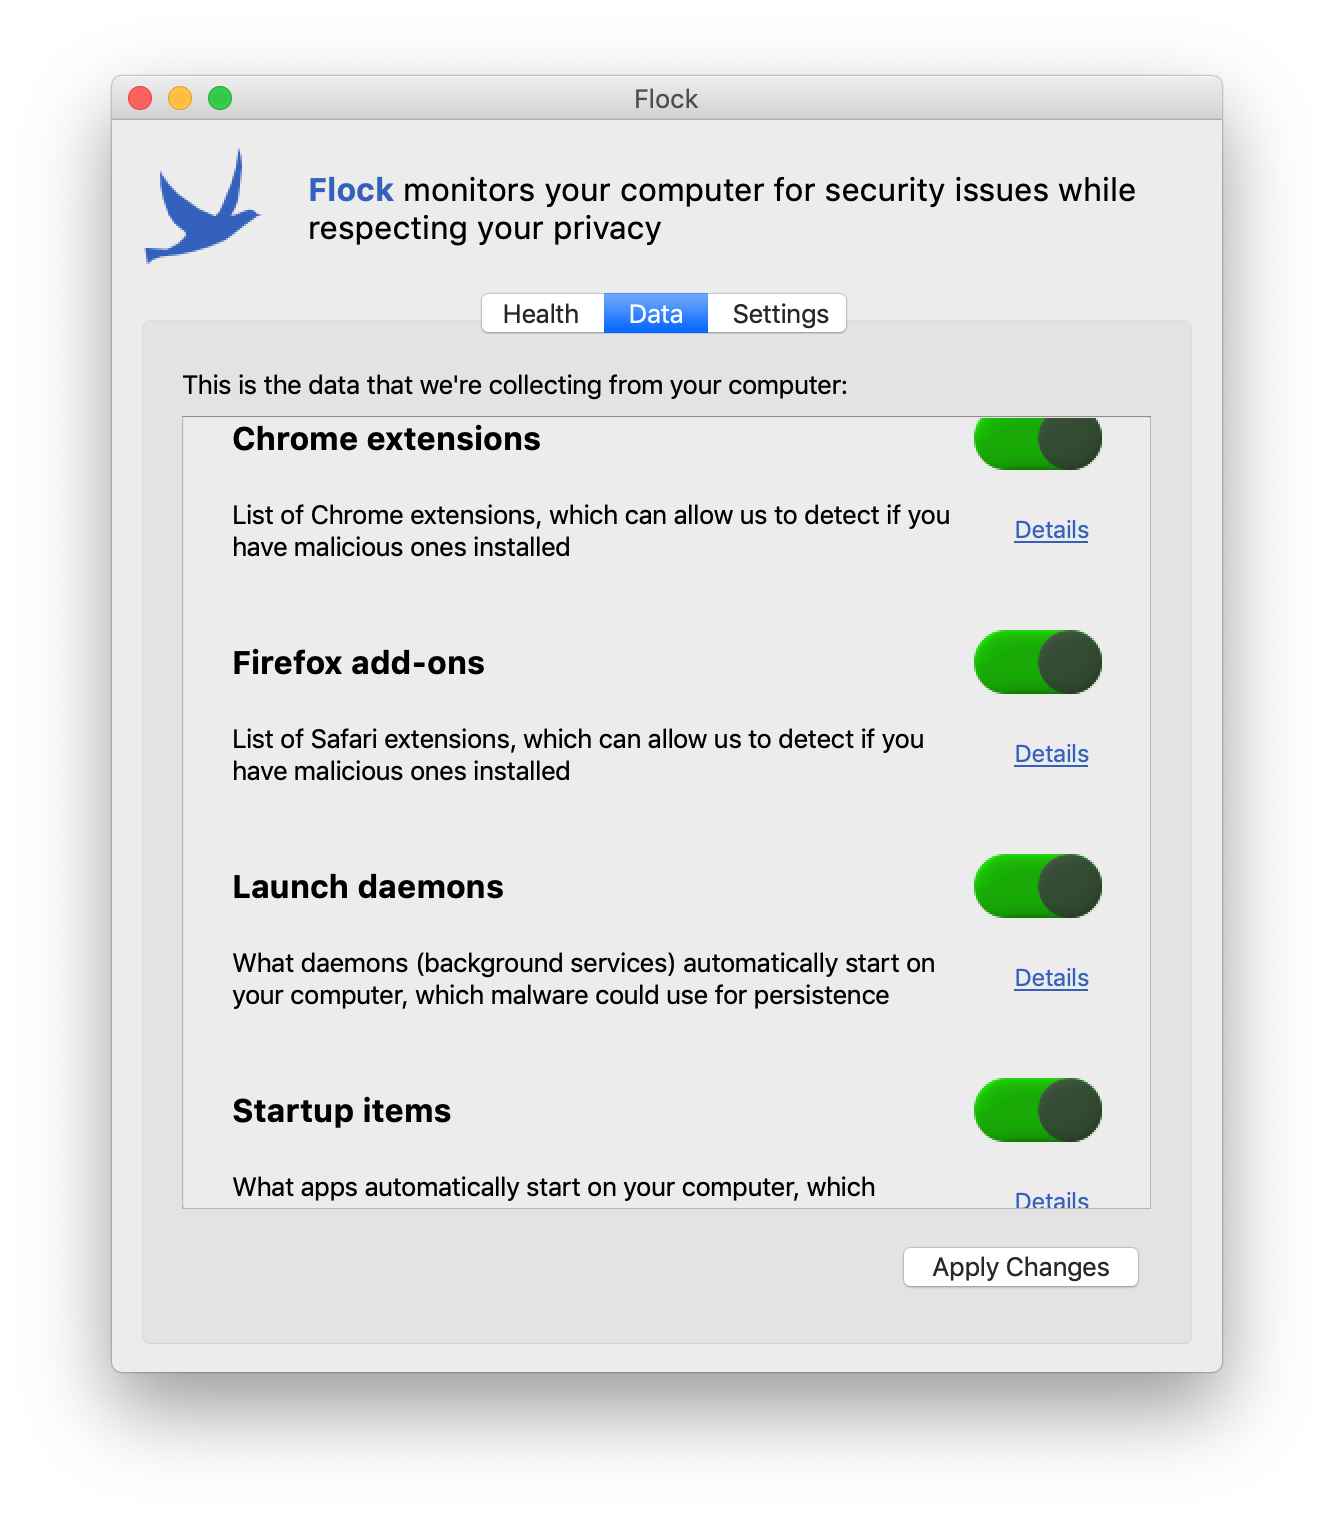 Flock
Flock monitors your computer for security issues while
respecting your privacy
Health Data Settings
This is the data that we're collecting from your computer:
Chrome extensions
List of Chrome extensions, which can allow us to detect if you
have malicious ones installed
Details
Firefox add-ons
List of Safari extensions, which can allow us to detect if you
have malicious ones installed
Details
Launch daemons
What daemons (background services) automatically start on
your computer, which malware could use for persistence
Details
Startup items
What apps automatically start on your computer, which
Details
Apply Changes